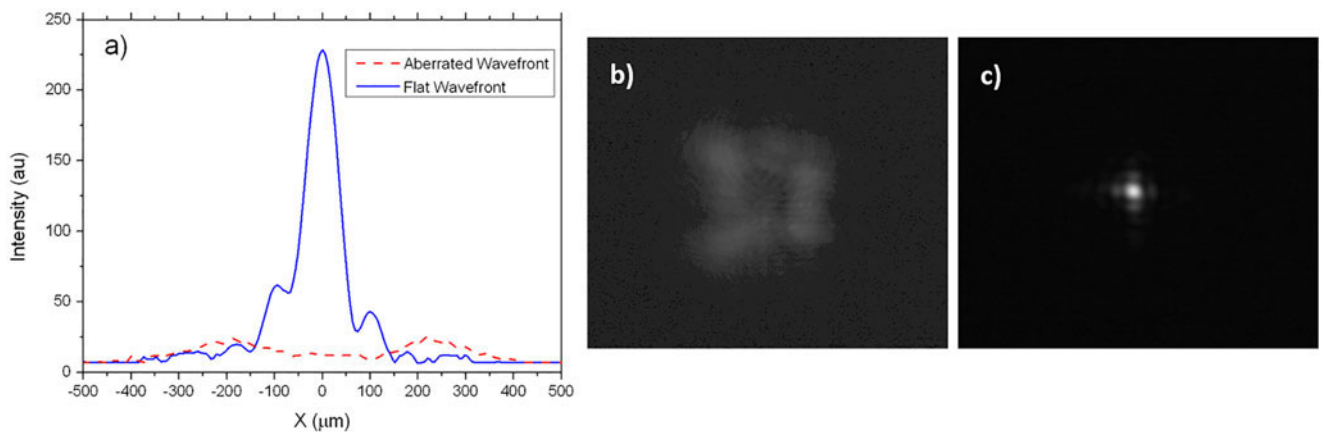 a)
Aberrated Wavefront
Flat Wavefront
250
200
150
100
50
0
Intensity (au)
-500 -400 -300 -200 -100 0 100 200 300 400 500
X (μm)
b)
c)